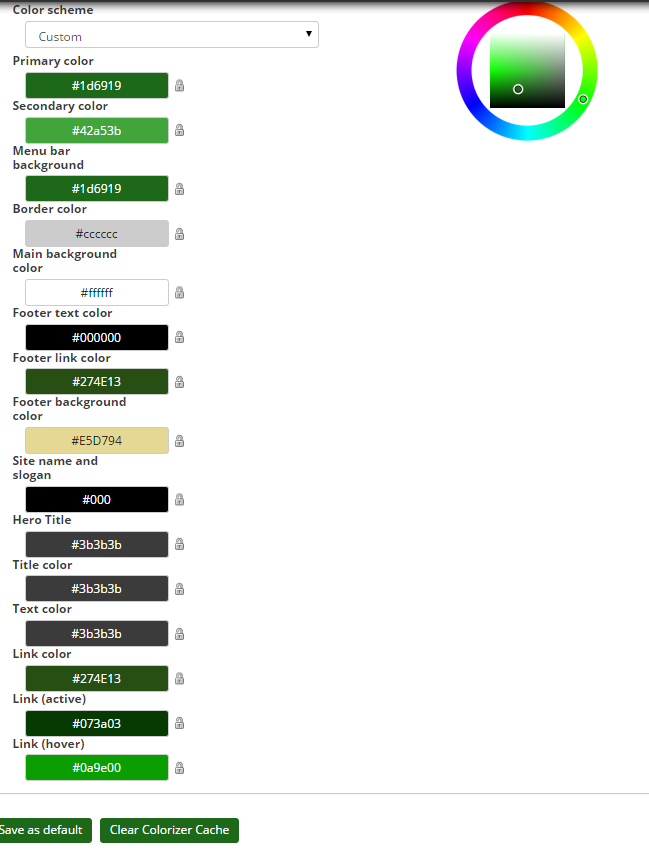 Color scheme
Custom
Primary color
#1d6919
Secondary color
#42a53b
Menu bar
background
#1d6919
Border color
#cccccc
Main background
color
#ffffff
Footer text color
#000000
Footer link color
#274E13
Footer background
color
#E5D794
Site name and
slogan
#000
Hero Title
#3b3b3b
Title color
#3b3b3b
Text color
#3b3b3b
Link color
#274E13
Link (active)
#073a03
Link (hover)
#0a9e00
Save as default
Clear Colorizer Cache